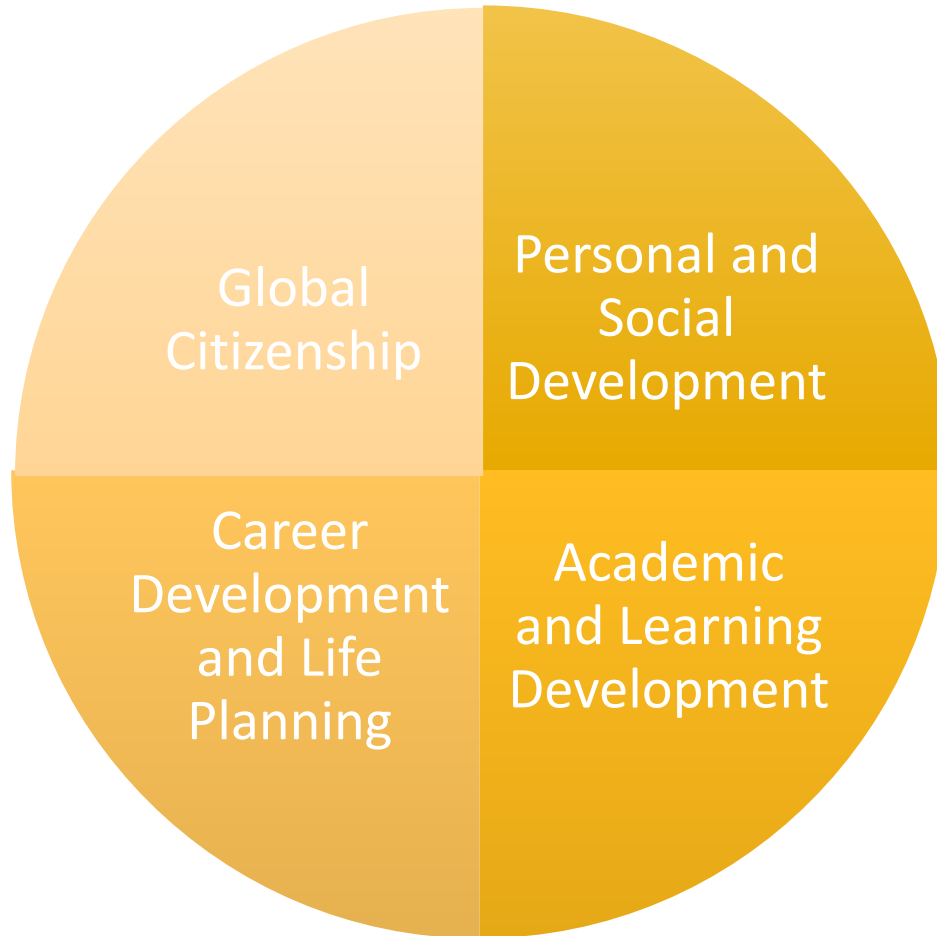 Global
Citizenship
Personal and
Social
Development
Career
Development
and Life
Planning
Academic
and Learning
Development